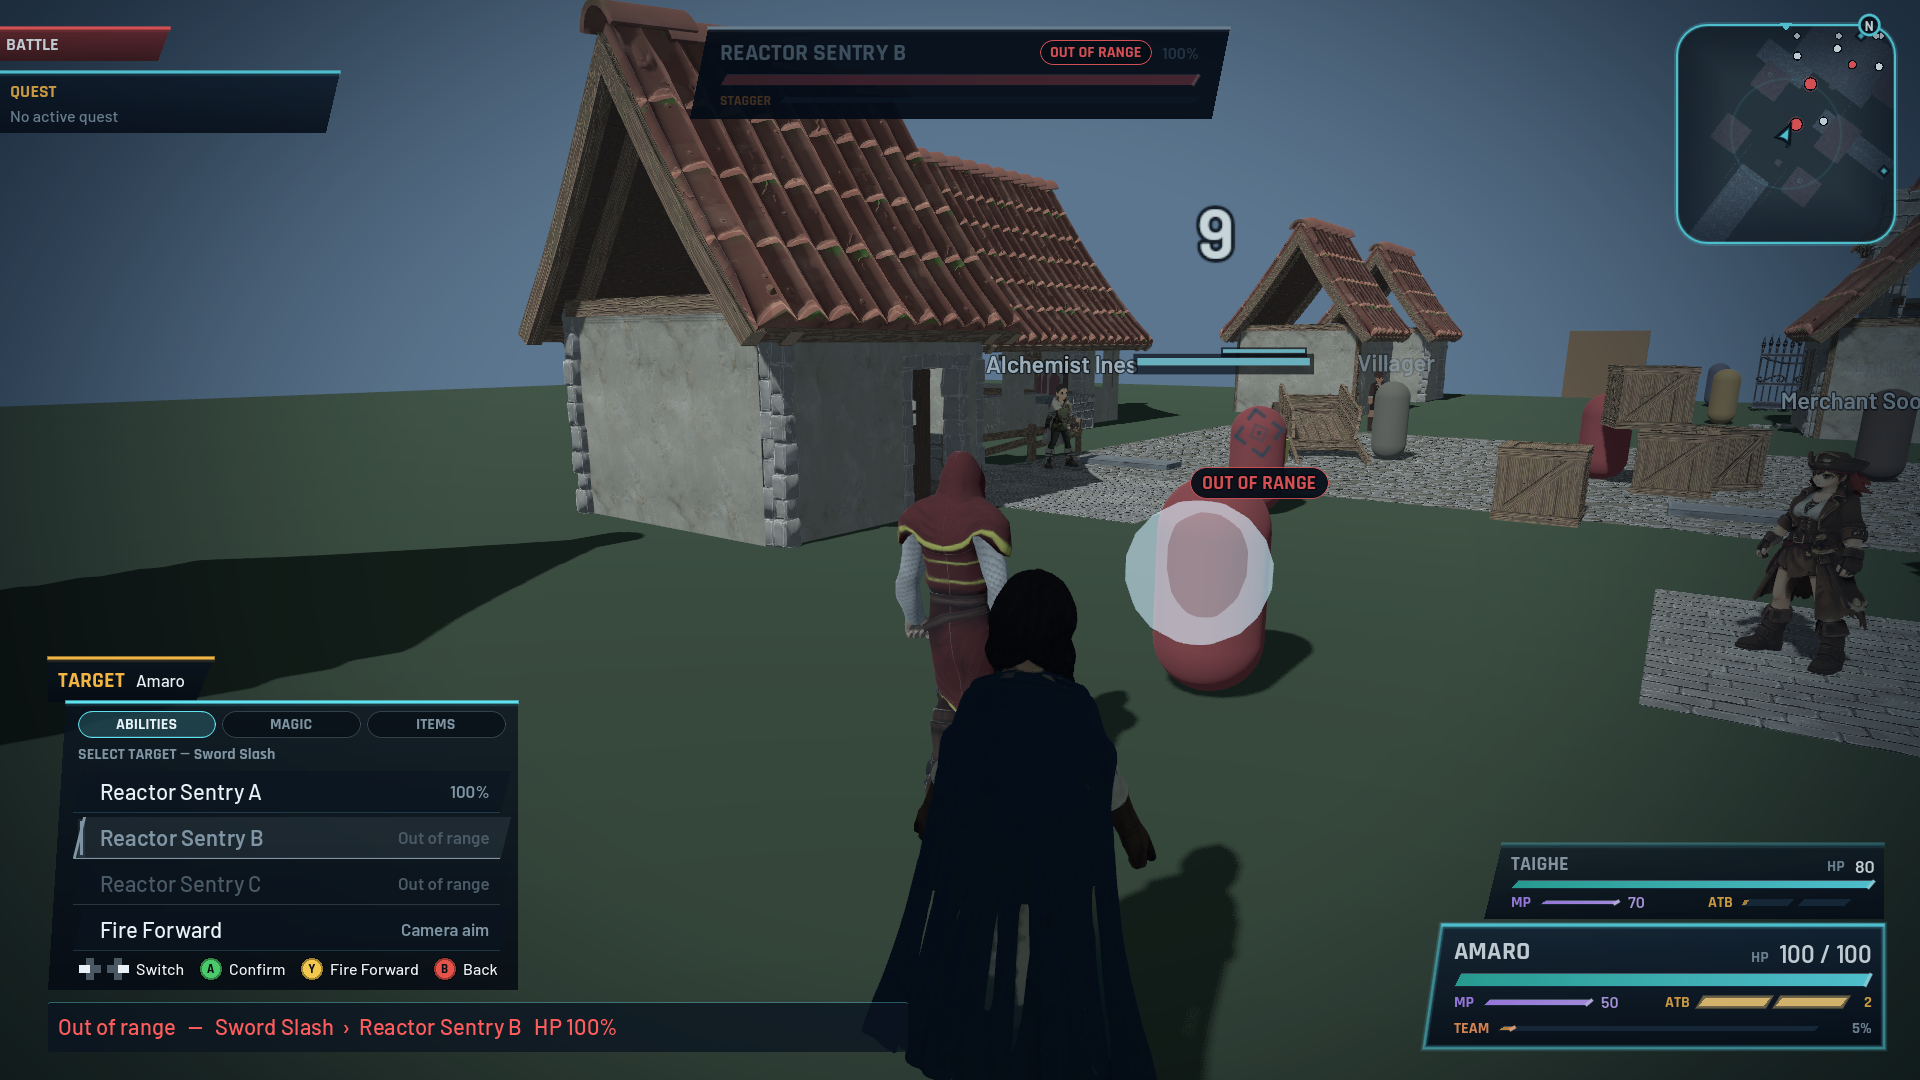 BATTLE
QUEST
No active quest
REACTOR SENTRY B
OUT OF RANGE
100%
STAGGER
N
9
Alchemist Ines
Villager
Merchant Soo
OUT OF RANGE
TARGET Amaro
ABILITIES
MAGIC
ITEMS
SELECT TARGET — Sword Slash
Reactor Sentry A 100%
Reactor Sentry B Out of range
Reactor Sentry C Out of range
Fire Forward Camera aim
Switch A Confirm Y Fire Forward B Back
Out of range — Sword Slash › Reactor Sentry B HP 100%
TAIGHE HP 80
MP 70 ATB
AMARO HP 100 / 100
MP 50 ATB 2
TEAM 5%